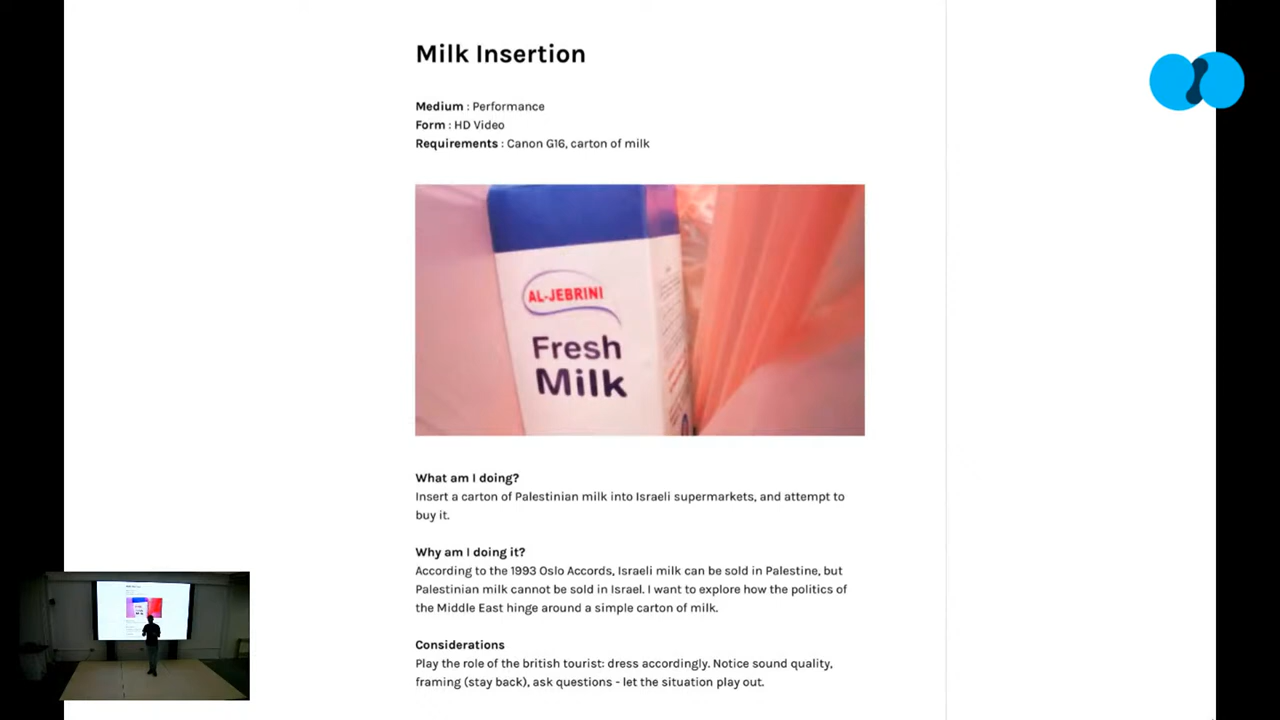 Milk Insertion
Medium : Performance
Form : HD Video
Requirements : Canon G16, carton of milk
AL-JEBRINI
Fresh
Milk
What am I doing?
Insert a carton of Palestinian milk into Israeli supermarkets, and attempt to
buy it.
Why am I doing it?
According to the 1993 Oslo Accords, Israeli milk can be sold in Palestine, but
Palestinian milk cannot be sold in Israel. I want to explore how the politics of
the Middle East hinge around a simple carton of milk.
Considerations
Play the role of the british tourist: dress accordingly. Notice sound quality,
framing (stay back), ask questions - let the situation play out.